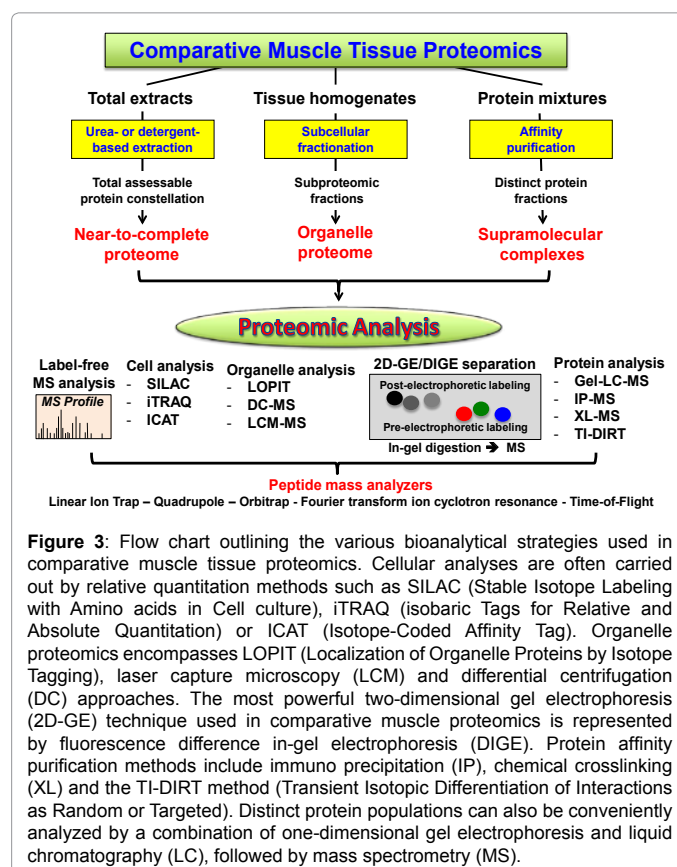 Comparative Muscle Tissue Proteomics
Total extracts
Urea- or detergent-
based extraction
Total assessable
protein constellation
Near-to-complete
proteome
Tissue homogenates
Subcellular
fractionation
Subproteomic
fractions
Organelle
proteome
Protein mixtures
Affinity
purification
Distinct protein
fractions
Supramolecular
complexes
Proteomic Analysis
Label-free
MS analysis
MS Profile
Cell analysis
- SILAC
- iTRAQ
- ICAT
Organelle analysis
- LOPIT
- DC-MS
- LCM-MS
2D-GE/DIGE separation
Post-electrophoretic labeling
Pre-electrophoretic labeling
In-gel digestion ➔ MS
Protein analysis
- Gel-LC-MS
- IP-MS
- XL-MS
- TI-DIRT
Peptide mass analyzers
Linear Ion Trap – Quadrupole – Orbitrap - Fourier transform ion cyclotron resonance - Time-of-Flight
Figure 3: Flow chart outlining the various bioanalytical strategies used in
comparative muscle tissue proteomics. Cellular analyses are often carried
out by relative quantitation methods such as SILAC (Stable Isotope Labeling
with Amino acids in Cell culture), iTRAQ (isobaric Tags for Relative and
Absolute Quantitation) or ICAT (Isotope-Coded Affinity Tag). Organelle
proteomics encompasses LOPIT (Localization of Organelle Proteins by Isotope
Tagging), laser capture microscopy (LCM) and differential centrifugation
(DC) approaches. The most powerful two-dimensional gel electrophoresis
(2D-GE) technique used in comparative muscle proteomics is represented
by fluorescence difference in-gel electrophoresis (DIGE). Protein affinity
purification methods include immuno precipitation (IP), chemical crosslinking
(XL) and the TI-DIRT method (Transient Isotopic Differentiation of Interactions
as Random or Targeted). Distinct protein populations can also be conveniently
analyzed by a combination of one-dimensional gel electrophoresis and liquid
chromatography (LC), followed by mass spectrometry (MS).